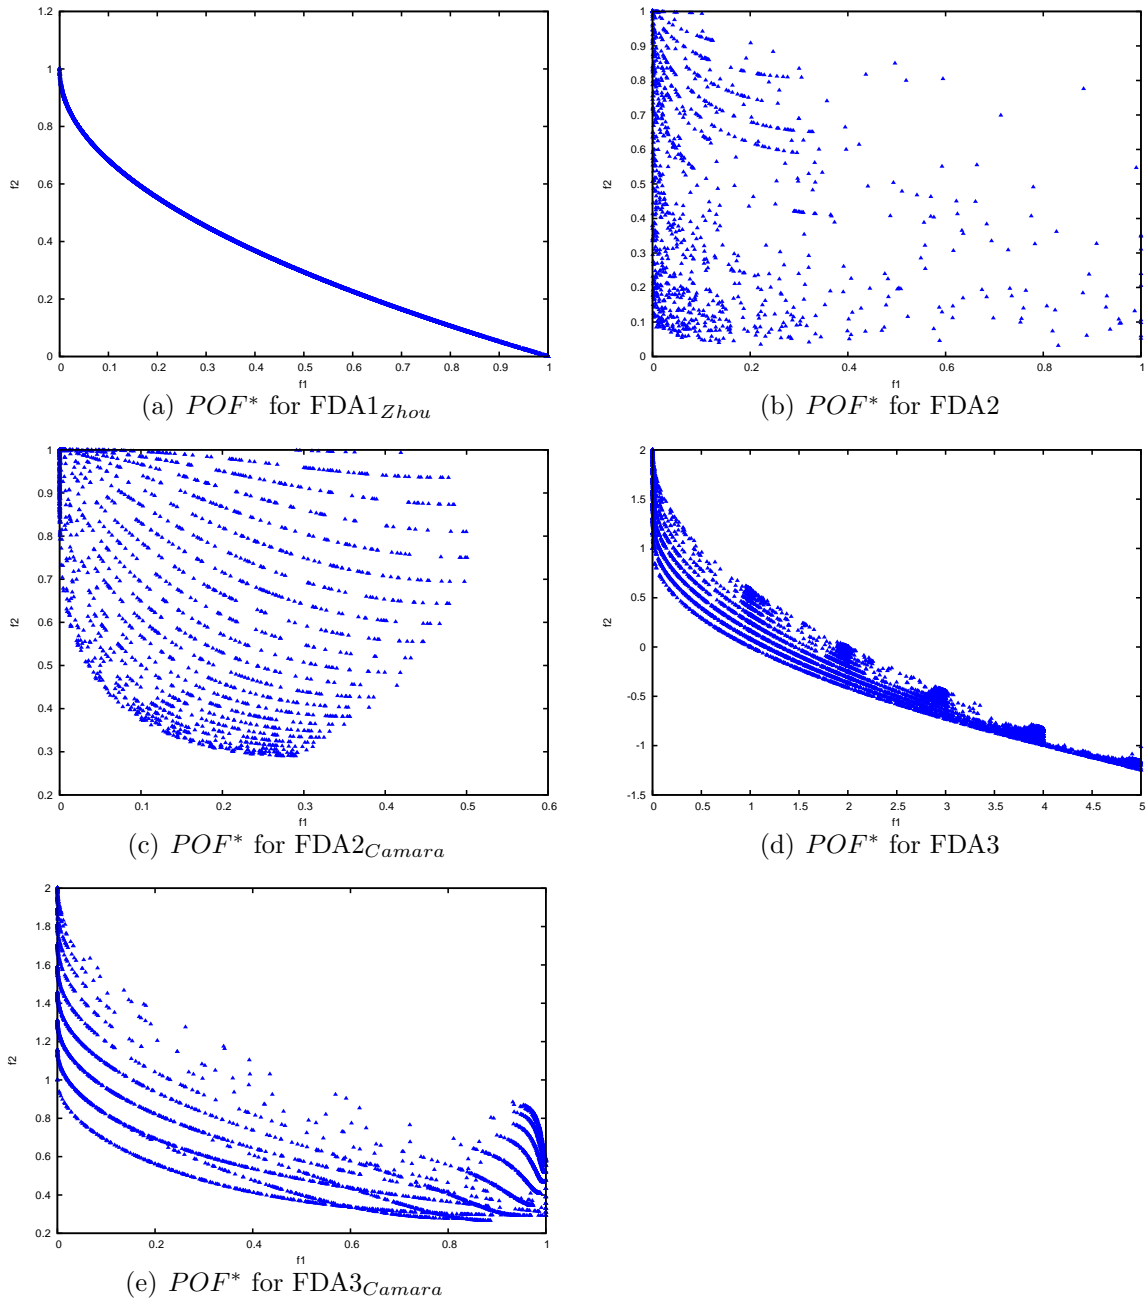 1.2
1
0.8
0.6
0.4
0.2
0
f2
0 0.1 0.2 0.3 0.4 0.5 0.6 0.7 0.8 0.9 1
f1
(a) POF* for FDA1Zhou
1
0.9
0.8
0.7
0.6
0.5
0.4
0.3
0.2
0.1
0
f2
0 0.2 0.4 0.6 0.8 1
f1
(b) POF* for FDA2
1
0.9
0.8
0.7
0.6
0.5
0.4
0.3
0.2
f2
0 0.1 0.2 0.3 0.4 0.5 0.6
f1
(c) POF* for FDA2Camara
2
1.5
1
0.5
0
-0.5
-1
-1.5
f2
0 0.5 1 1.5 2 2.5 3 3.5 4 4.5 5
f1
(d) POF* for FDA3
2
1.8
1.6
1.4
1.2
1
0.8
0.6
0.4
0.2
f2
0 0.2 0.4 0.6 0.8 1
f1
(e) POF* for FDA3Camara